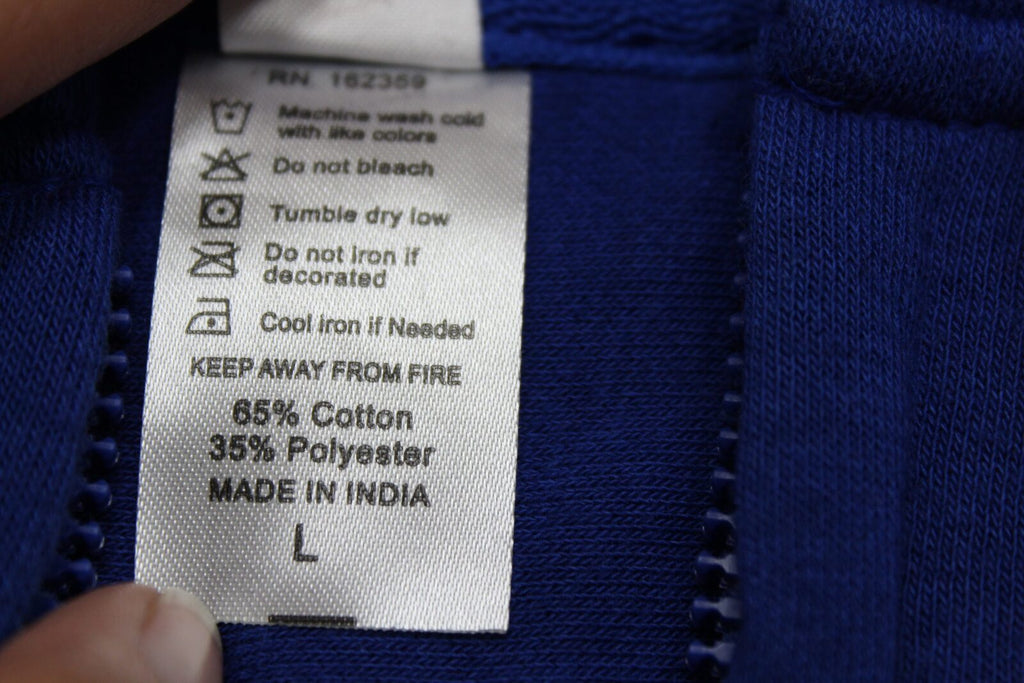 RN. 162359
Machine wash cold
with like colors
Do not bleach
Tumble dry low
Do not iron if
decorated
Cool iron if Needed
KEEP AWAY FROM FIRE
65% Cotton
35% Polyester
MADE IN INDIA
L